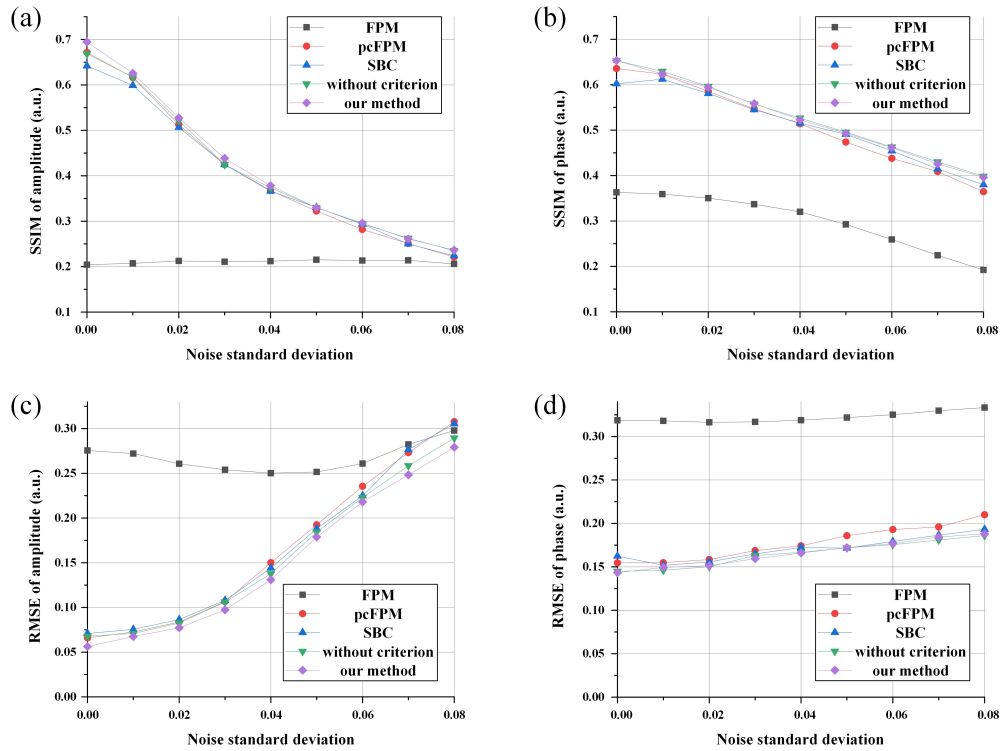 (a)
SSIM of amplitude (a.u.)
0.7
0.6
0.5
0.4
0.3
0.2
0.1
0.00
0.02
0.04
0.06
0.08
Noise standard deviation
FPM
pcFPM
SBC
without criterion
our method
(b)
SSIM of phase (a.u.)
0.7
0.6
0.5
0.4
0.3
0.2
0.1
0.00
0.02
0.04
0.06
0.08
Noise standard deviation
FPM
pcFPM
SBC
without criterion
our method
(c)
RMSE of amplitude (a.u.)
0.30
0.25
0.20
0.15
0.10
0.05
0.00
0.00
0.02
0.04
0.06
0.08
Noise standard deviation
FPM
pcFPM
SBC
without criterion
our method
(d)
RMSE of phase (a.u.)
0.30
0.20
0.10
0.00
0.00
0.02
0.04
0.06
0.08
Noise standard deviation
FPM
pcFPM
SBC
without criterion
our method